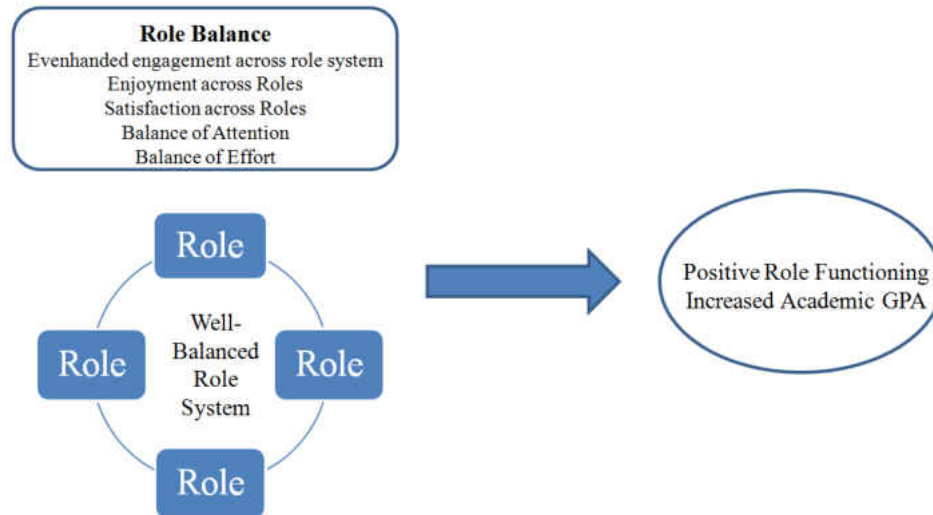 Role Balance
Evenhanded engagement across role system
Enjoyment across Roles
Satisfaction across Roles
Balance of Attention
Balance of Effort
Role
Role
Well-
Balanced
Role
System
Role
Role
Positive Role Functioning
Increased Academic GPA